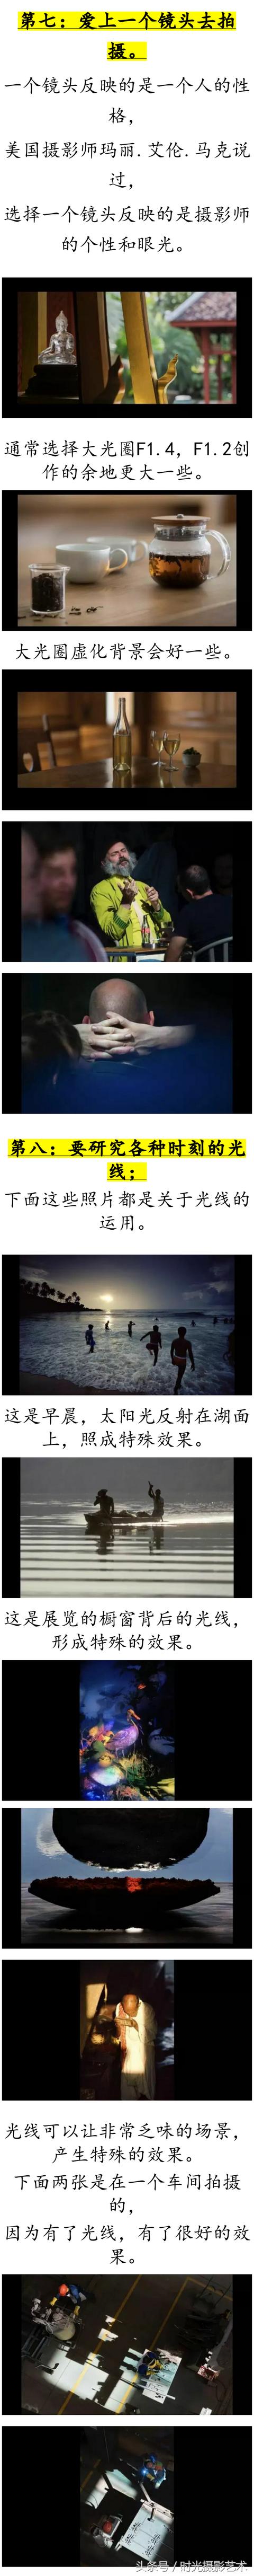 第七：爱上一个镜头去拍
摄。
一个镜头反映的是一个人的性
格，
美国摄影师玛丽.艾伦.马克说
过，
选择一个镜头反映的是摄影师
的个性和眼光。
通常选择大光圈F1.4，F1.2创
作的余地更大一些。
大光圈虚化背景会好一些。
第八：要研究各种时刻的光
线；
下面这些照片都是关于光线的
运用。
这是早晨，太阳光反射在湖面
上，照成特殊效果。
这是展览的橱窗背后的光线，
形成特殊的效果。
光线可以让非常乏味的场景，
产生特殊的效果。
下面两张是在一个车间拍摄
的，
因为有了光线，有了很好的效
果。
头条号／时光摄影艺术